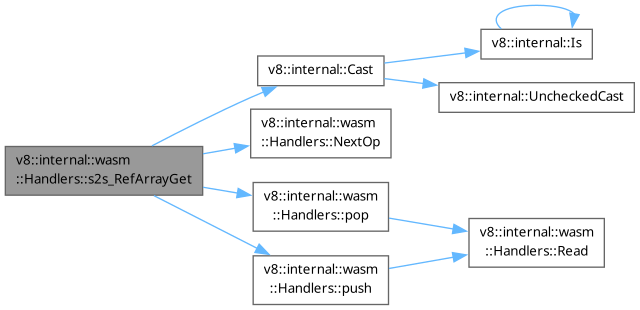 v8::internal::Is
v8::internal::Cast
v8::internal::UncheckedCast
v8::internal::wasm
::Handlers::NextOp
v8::internal::wasm
::Handlers::s2s_RefArrayGet
v8::internal::wasm
::Handlers::pop
v8::internal::wasm
::Handlers::Read
v8::internal::wasm
::Handlers::push